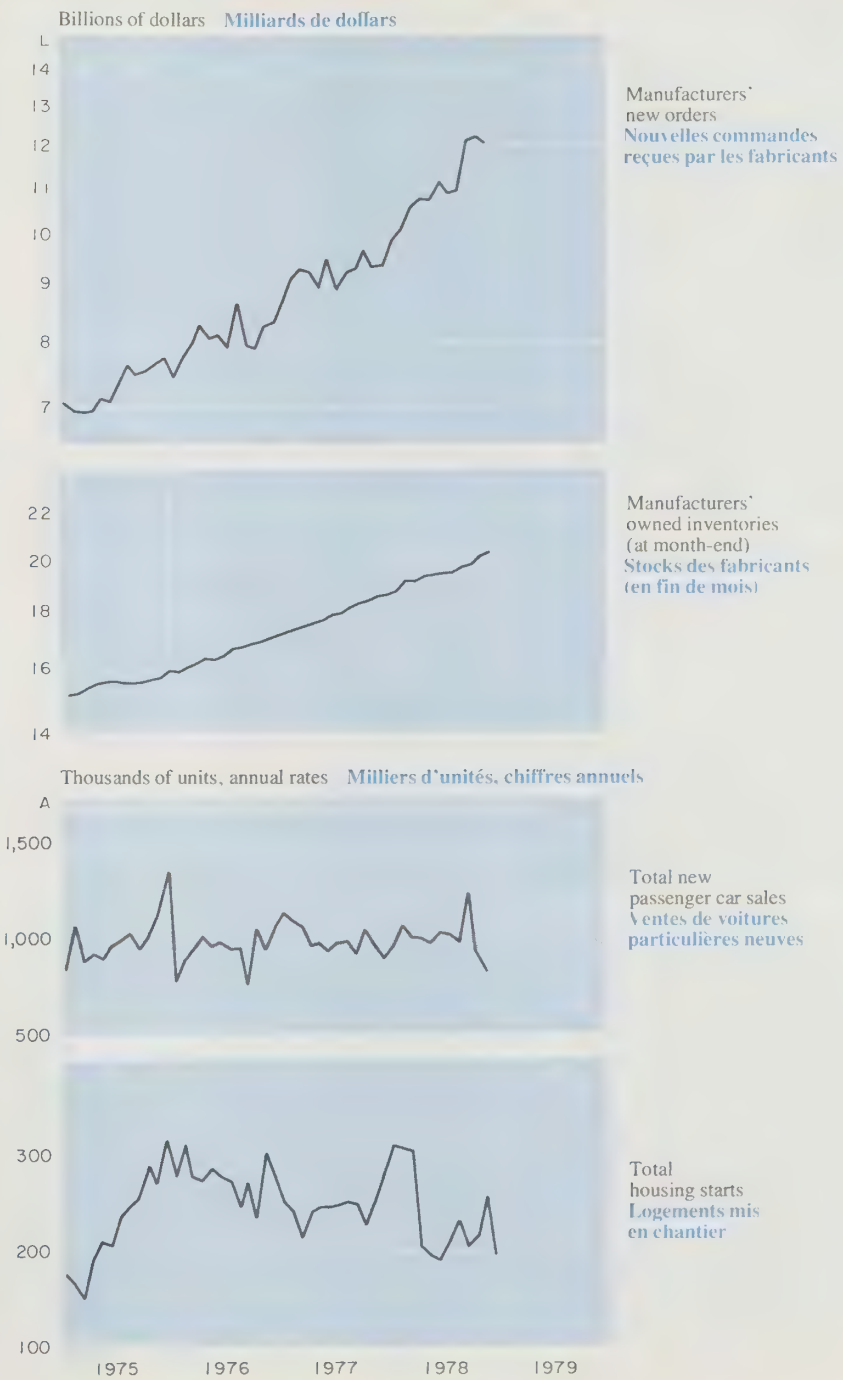 Billions of dollars Milliards de dollars
L
14
13
12
11
10
9
8
7
Manufacturers'
new orders
Nouvelles commandes
reçues par les fabricants
22
20
18
16
14
Manufacturers'
owned inventories
(at month-end)
Stocks des fabricants
(en fin de mois)
Thousands of units, annual rates Milliers d'unités, chiffres annuels
A
1,500
1,000
500
Total new
passenger car sales
Ventes de voitures
particulières neuves
300
200
100
Total
housing starts
Logements mis
en chantier
1975 1976 1977 1978 1979